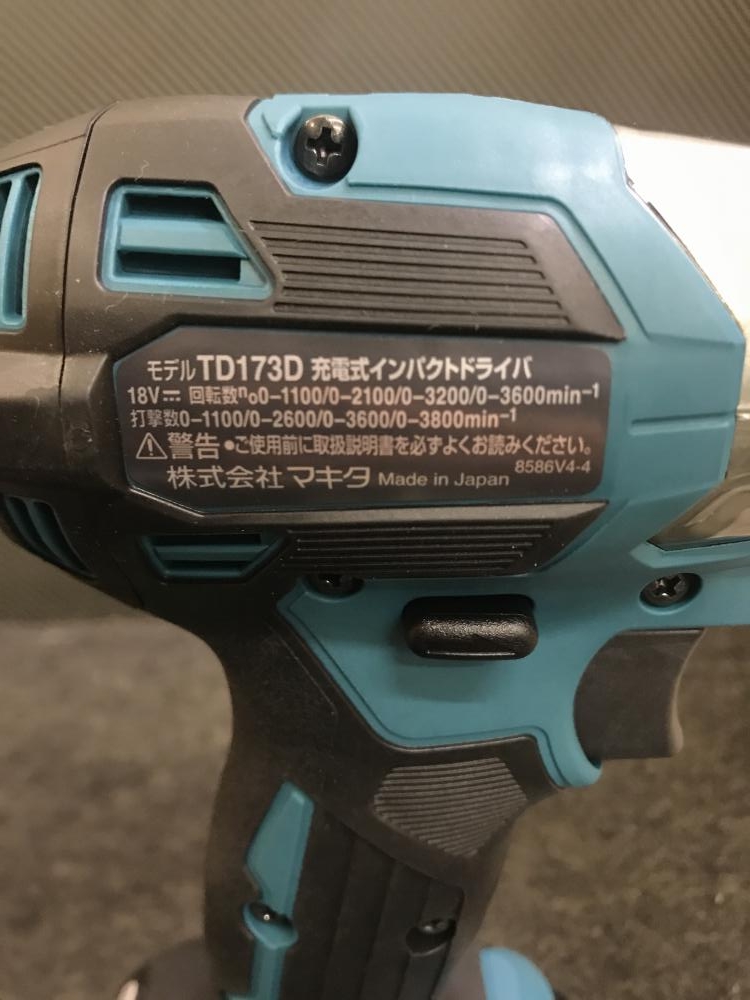 モデルTD173D 充電式インパクトドライバ
18V⎓ 回転数n₀0-1100/0-2100/0-3200/0-3600min⁻¹
打撃数0-1100/0-2600/0-3600/0-3800min⁻¹
⚠警告 ●ご使用前に取扱説明書を必ずよくお読みください。
8586V4-4
株式会社マキタ Made in Japan